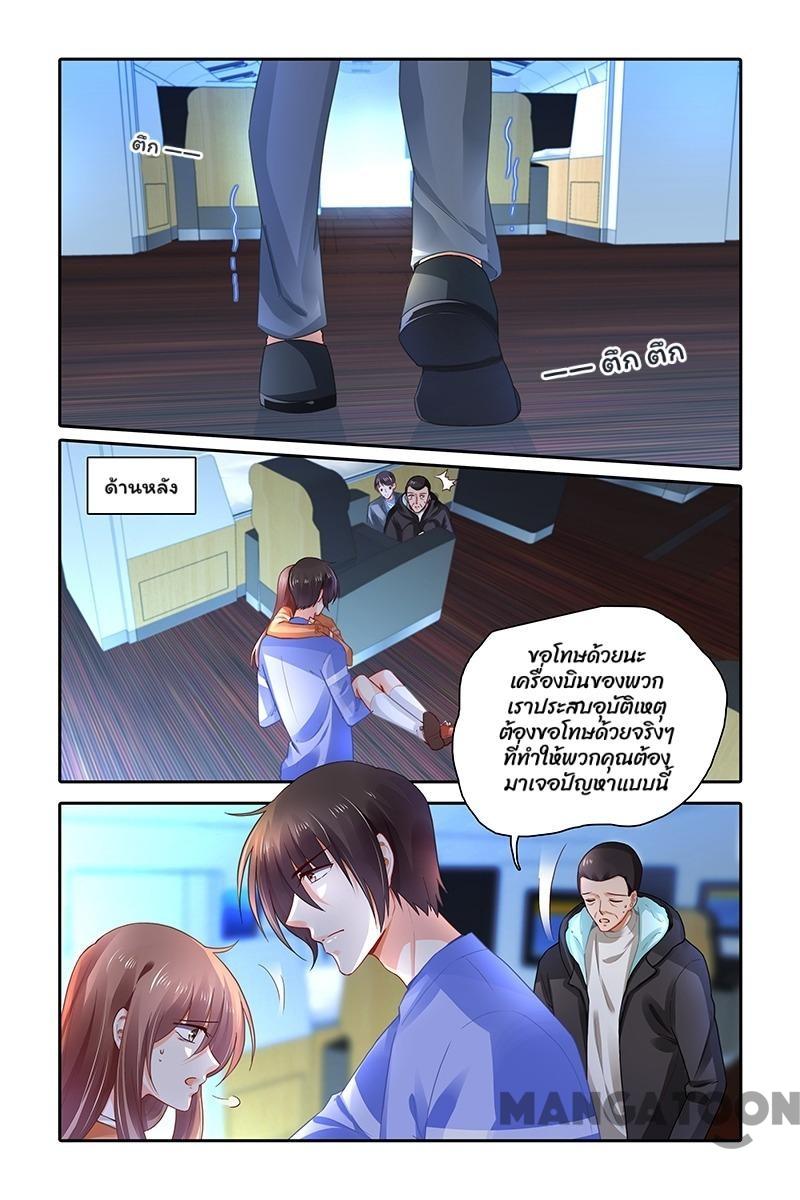 ตึก ——
—— ตึก ตึก
ด้านหลัง
ขอโทษด้วยนะ
เครื่องบินของพวก
เราประสบอุบัติเหตุ
ต้องขอโทษด้วยจริงๆ
ที่ทำให้พวกคุณต้อง
มาเจอปัญหาแบบนี้
MANGATOON